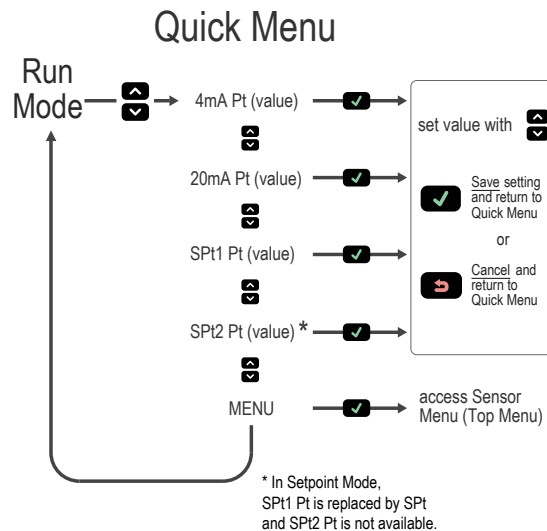 Quick Menu
Run
Mode
4mA Pt (value)
20mA Pt (value)
SPt1 Pt (value)
SPt2 Pt (value) *
MENU
set value with
Save setting
and return to
Quick Menu
or
Cancel and
return to
Quick Menu
access Sensor
Menu (Top Menu)
* In Setpoint Mode,
SPt1 Pt is replaced by SPt
and SPt2 Pt is not available.